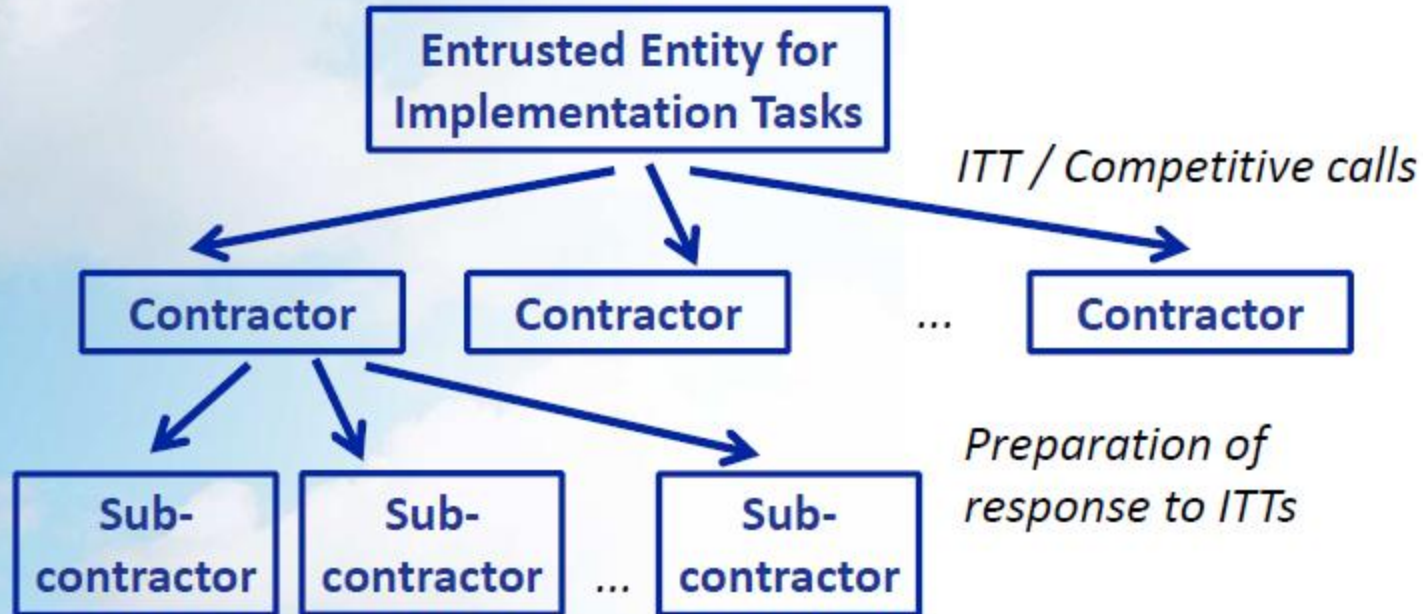 Entrusted Entity for
Implementation Tasks
ITT / Competitive calls
Contractor
Contractor
...
Contractor
Preparation of
response to ITTs
Sub-
contractor
Sub-
contractor
...
Sub-
contractor